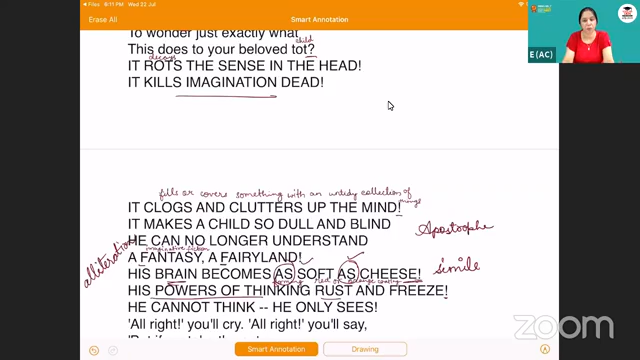 Files 8:11 PM Wed 22 Jul
Erase All Smart Annotation
To wonder just exactly what
child
This does to your beloved tot?
decays
IT ROTS THE SENSE IN THE HEAD!
IT KILLS IMAGINATION DEAD!
E (AC)
fills or covers something with an untidy collection of
things
IT CLOGS AND CLUTTERS UP THE MIND!
IT MAKES A CHILD SO DULL AND BLIND
Apostrophe
HE CAN NO LONGER UNDERSTAND
imaginative fiction
A FANTASY, A FAIRYLAND!
alliteration
HIS BRAIN BECOMES AS SOFT AS CHEESE!
simile
red or orange coating
HIS POWERS OF THINKING RUST AND FREEZE!
HE CANNOT THINK -- HE ONLY SEES!
'All right!' you'll cry. 'All right!' you'll say,
Smart Annotation Drawing
zoom